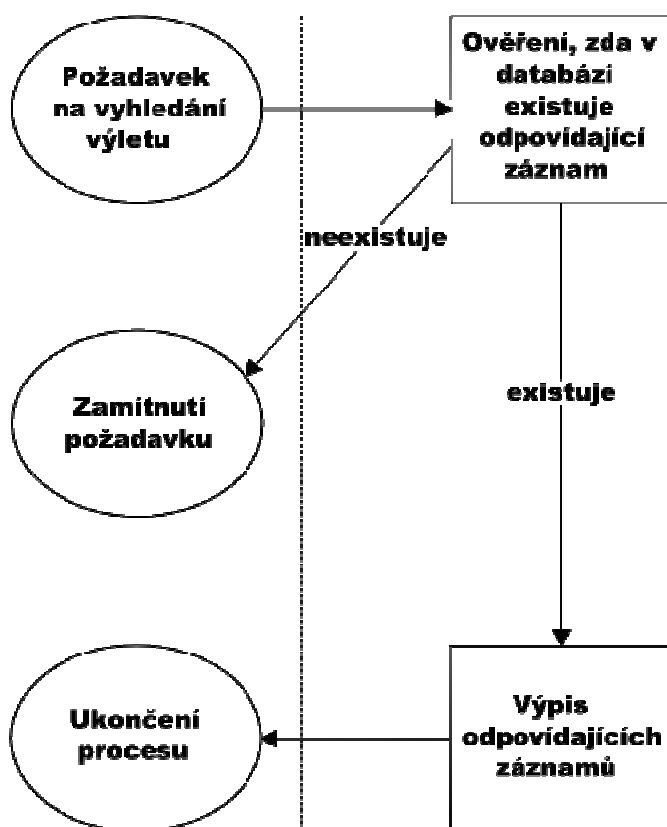 Požadavek
na vyhledání
výletu
Ověření, zda v
databázi
existuje
odpovídající
záznam
neexistuje
Zamítnutí
požadavku
existuje
Ukončení
procesu
Výpis
odpovídajících
záznamů